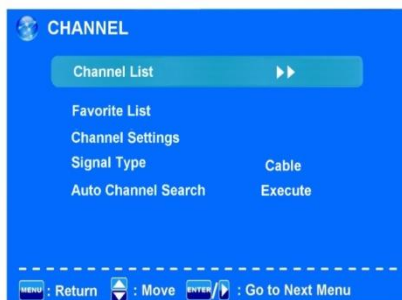 CHANNEL
Channel List
Favorite List
Channel Settings
Signal Type Cable
Auto Channel Search Execute
MENU : Return : Move ENTER / : Go to Next Menu